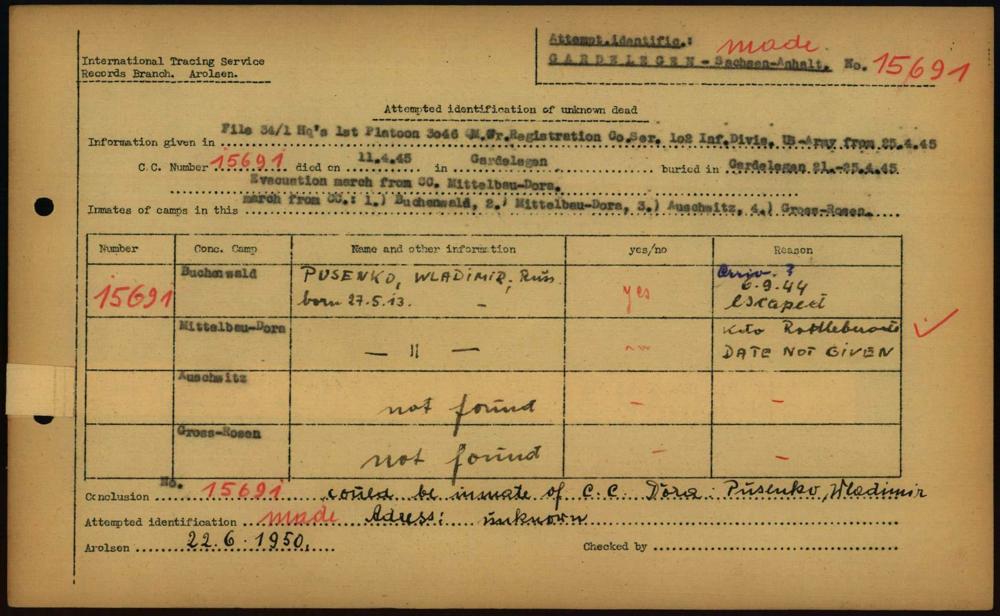 Attempt.identific.: made
GARDELEGEN - Sachsen-Anhalt. No. 15691
International Tracing Service
Records Branch. Arolsen.
Attempted identification of unknown dead
Information given in File 34/1 Hq's 1st Platoon 3046 QM.Gr.Registration Co.Ser. 102 Inf.Divis. US-Army from 25.4.45
C.C. Number 15691 died on 11.4.45 in Gardelegen buried in Gardelegen 21.-25.4.45
Evacuation march from CC. Mittelbau-Dora.
Inmates of camps in this march from CC.: 1.) Buchenwald, 2.) Mittelbau-Dora, 3.) Auschwitz, 4.) Gross-Rosen.
Number Conc. Camp Name and other information yes/no Reason
15691 Buchenwald PUSENKO, WLADIMIR, Russ. born 27.5.13. - yes 6.9.44 escaped
Mittelbau-Dora — " — Kdo DATE NOT GIVEN
Auschwitz not found - -
Gross-Rosen not found - -
Conclusion No. 15691 could be inmate of C.C. Dora: Pusenko, Wladimir
Attempted identification made Adress: unknown
Arolsen 22.6.1950. Checked by